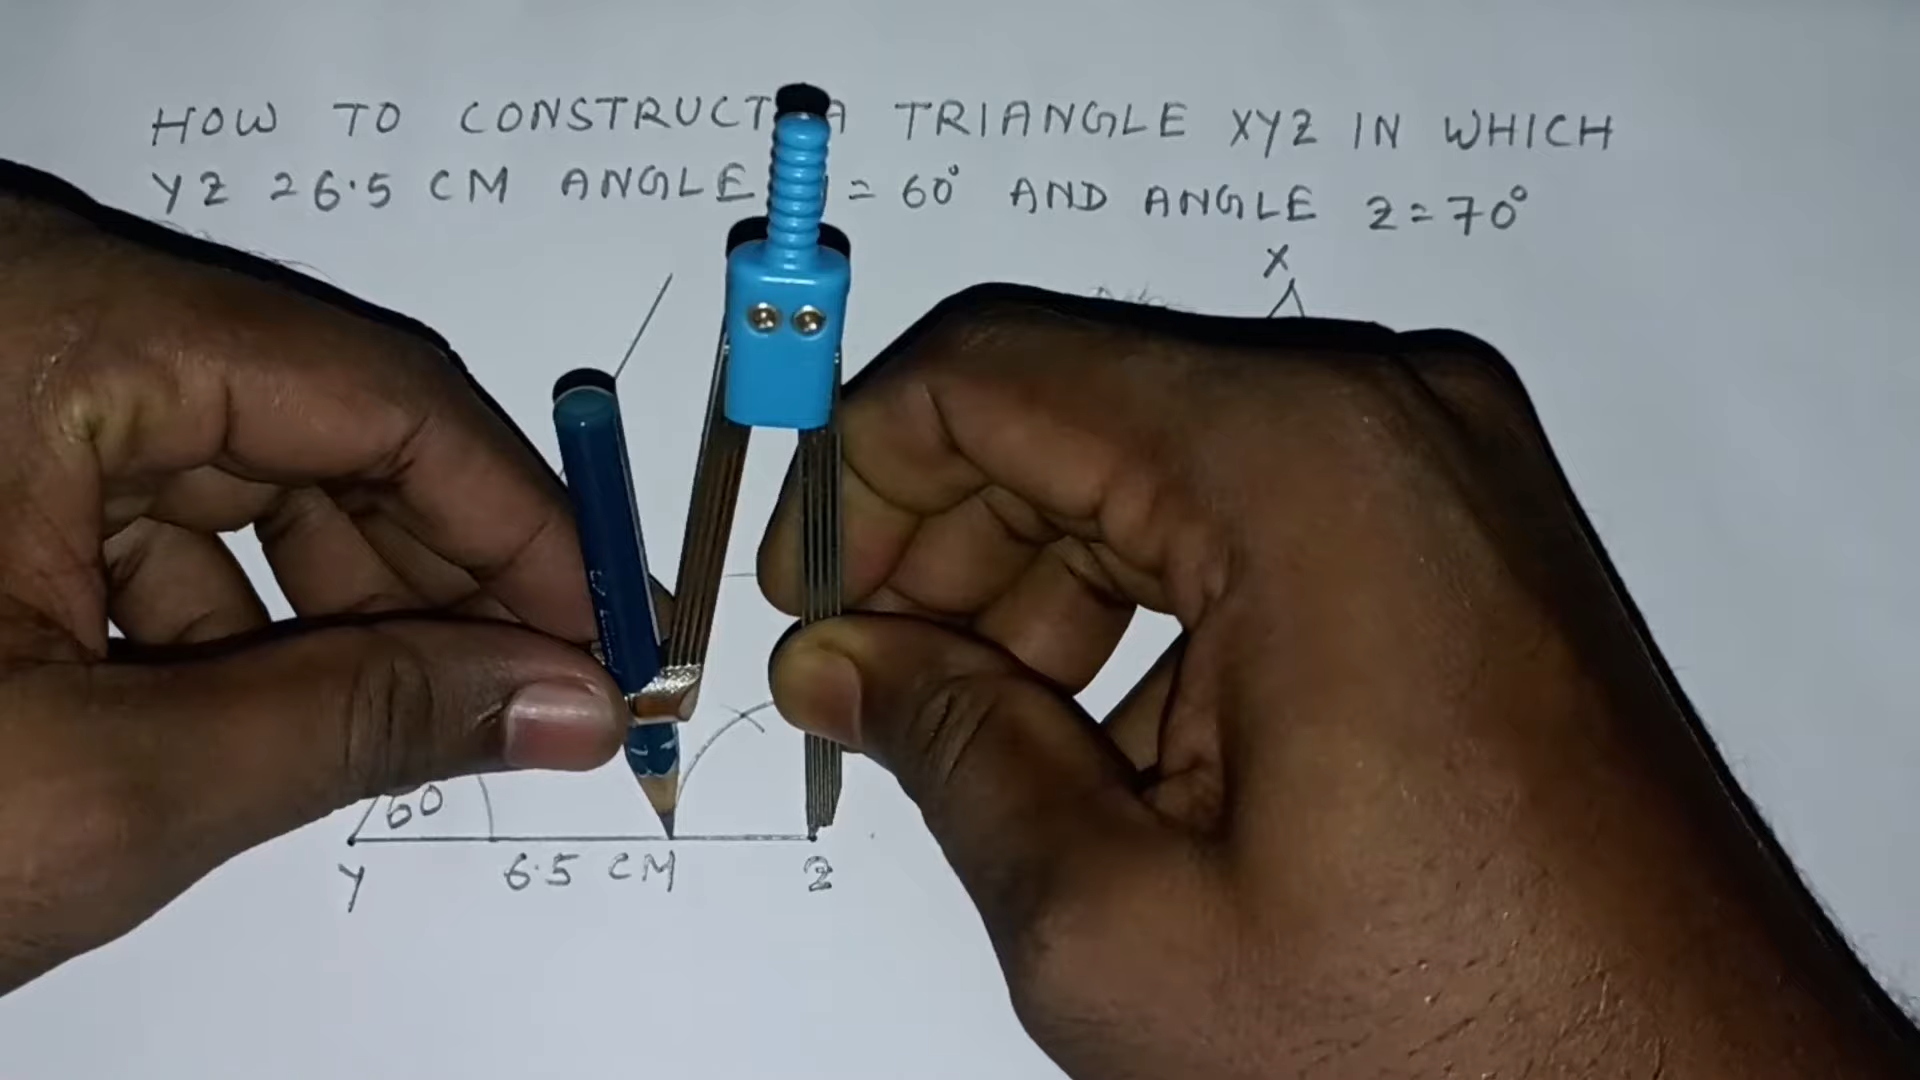 HOW TO CONSTRUCT A TRIANGLE XYZ IN WHICH
YZ = 6.5 CM ANGLE = 60° AND ANGLE Z = 70°
X
60
Y 6.5 CM Z